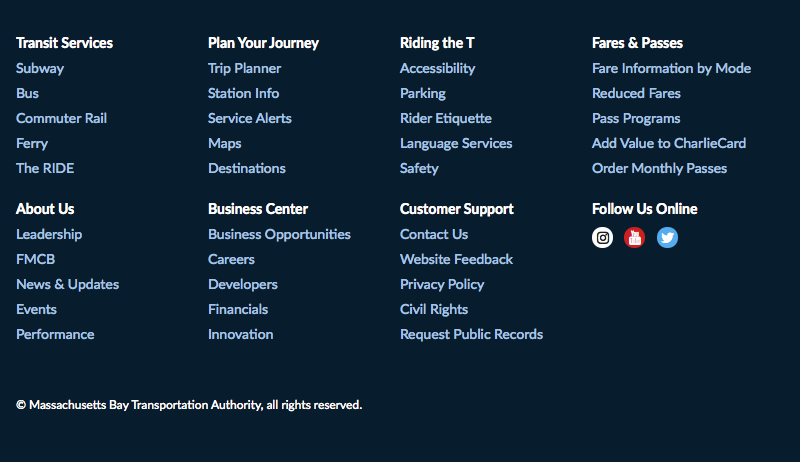 Transit Services
Subway
Bus
Commuter Rail
Ferry
The RIDE
Plan Your Journey
Trip Planner
Station Info
Service Alerts
Maps
Destinations
Riding the T
Accessibility
Parking
Rider Etiquette
Language Services
Safety
Fares & Passes
Fare Information by Mode
Reduced Fares
Pass Programs
Add Value to CharlieCard
Order Monthly Passes
About Us
Leadership
FMCB
News & Updates
Events
Performance
Business Center
Business Opportunities
Careers
Developers
Financials
Innovation
Customer Support
Contact Us
Website Feedback
Privacy Policy
Civil Rights
Request Public Records
Follow Us Online
© Massachusetts Bay Transportation Authority, all rights reserved.